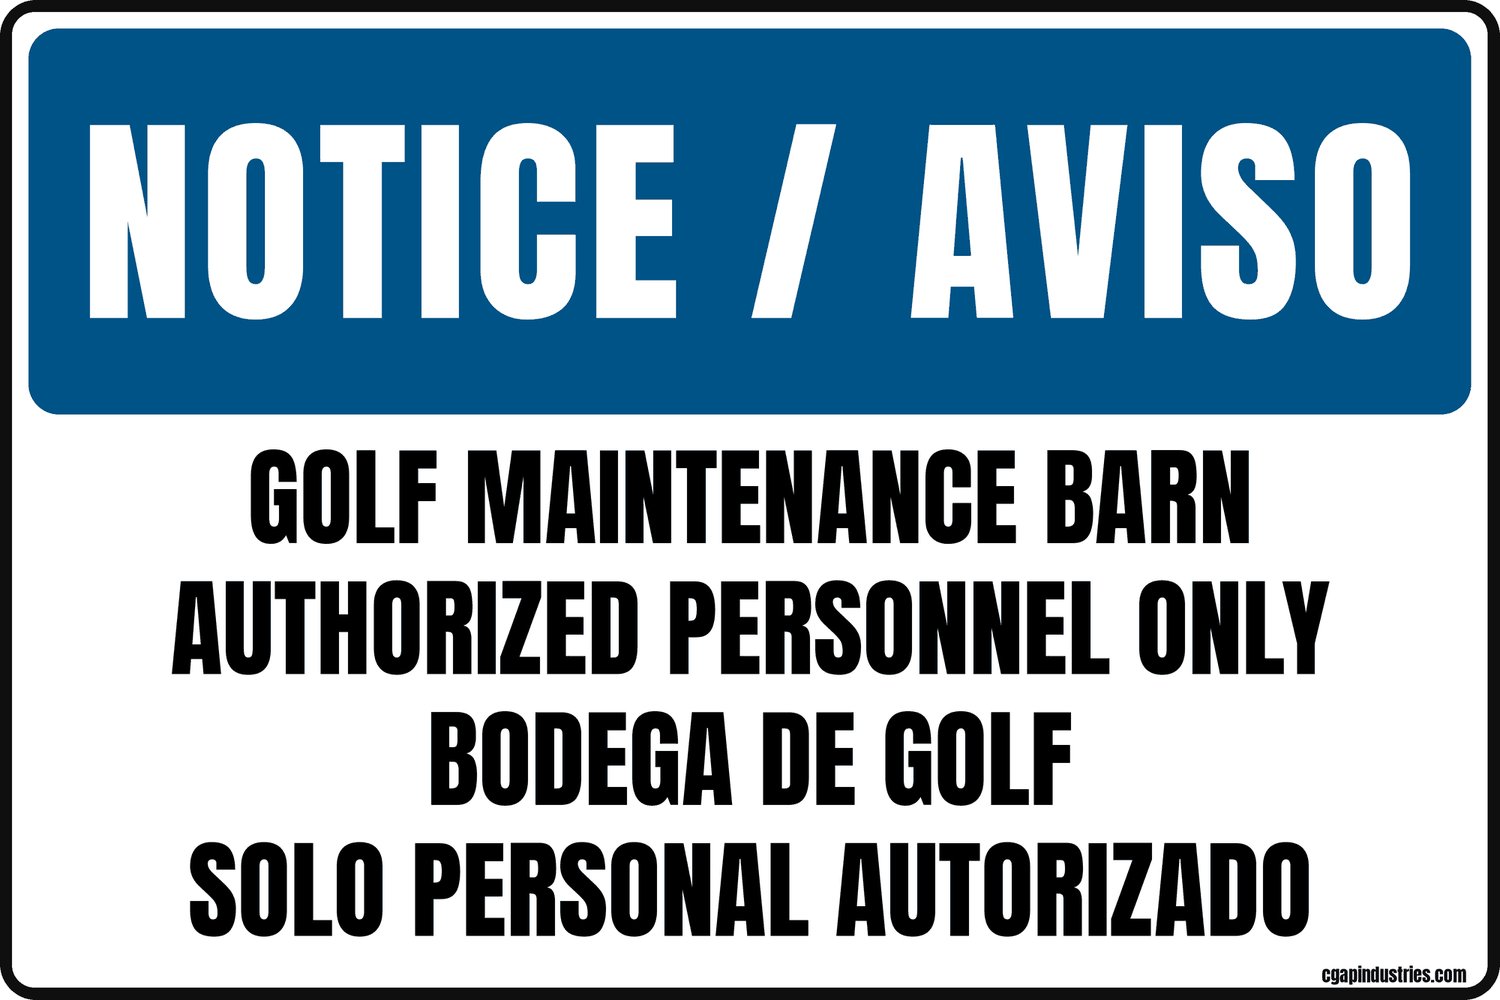 NOTICE / AVISO
GOLF MAINTENANCE BARN
AUTHORIZED PERSONNEL ONLY
BODEGA DE GOLF
SOLO PERSONAL AUTORIZADO
cgapindustries.com